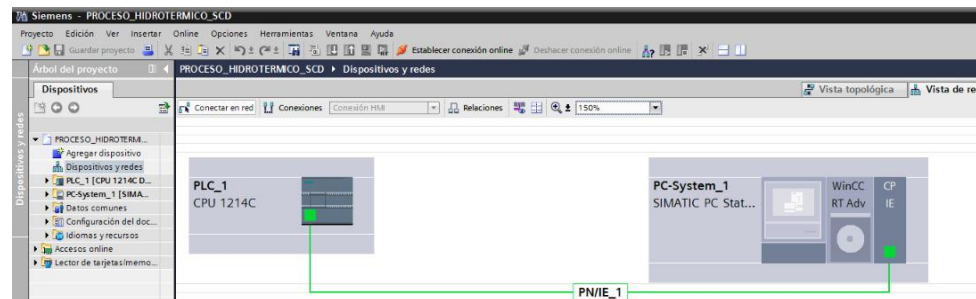 Siemens - PROCESO_HIDROTERMICO_SCD
Proyecto Edición Ver Insertar Online Opciones Herramientas Ventana Ayuda
Guardar proyecto Establecer conexión online Deshacer conexión online
Árbol del proyecto PROCESO_HIDROTERMICO_SCD Dispositivos y redes
Dispositivos
Vista topológica Vista de re
Conectar en red Conexiones Conexión HMI Relaciones 150%
Dispositivos y redes
PROCESO_HIDROTERM...
Agregar dispositivo
Dispositivos y redes
PLC_1 [CPU 1214C D...
PC-System_1 [SIMA...
Datos comunes
Configuración del doc...
Idiomas y recursos
Accesos online
Lector de tarjetas/memo...
PLC_1
CPU 1214C
PC-System_1
SIMATIC PC Stat...
WinCC
RT Adv
CP
IE
PN/IE_1